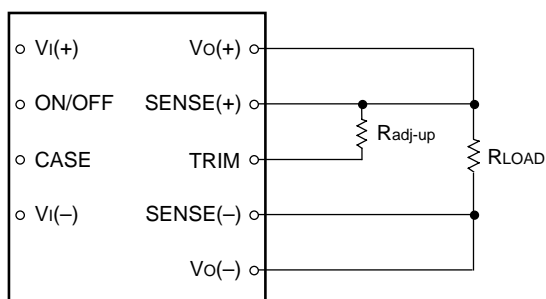 VI(+) VO(+)
ON/OFF SENSE(+)
Radj-up
CASE TRIM RLOAD
VI(–) SENSE(–)
VO(–)